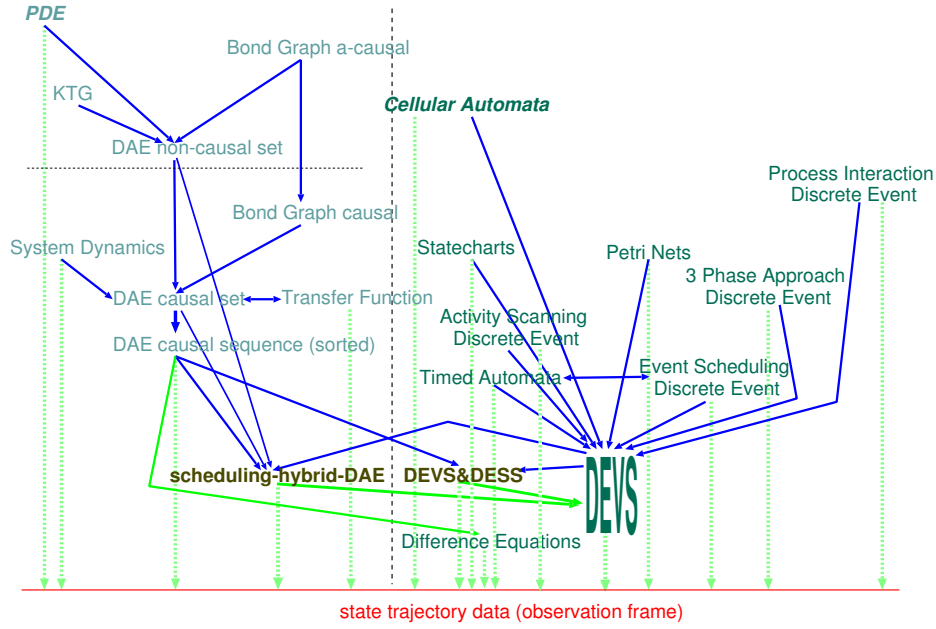 PDE
Bond Graph a-causal
KTG
Cellular Automata
DAE non-causal set
Process Interaction
Discrete Event
Bond Graph causal
System Dynamics
Statecharts
Petri Nets
3 Phase Approach
Discrete Event
DAE causal set
Transfer Function
Activity Scanning
Discrete Event
DAE causal sequence (sorted)
Timed Automata
Event Scheduling
Discrete Event
scheduling-hybrid-DAE
DEVS&DESS
DEVS
Difference Equations
state trajectory data (observation frame)